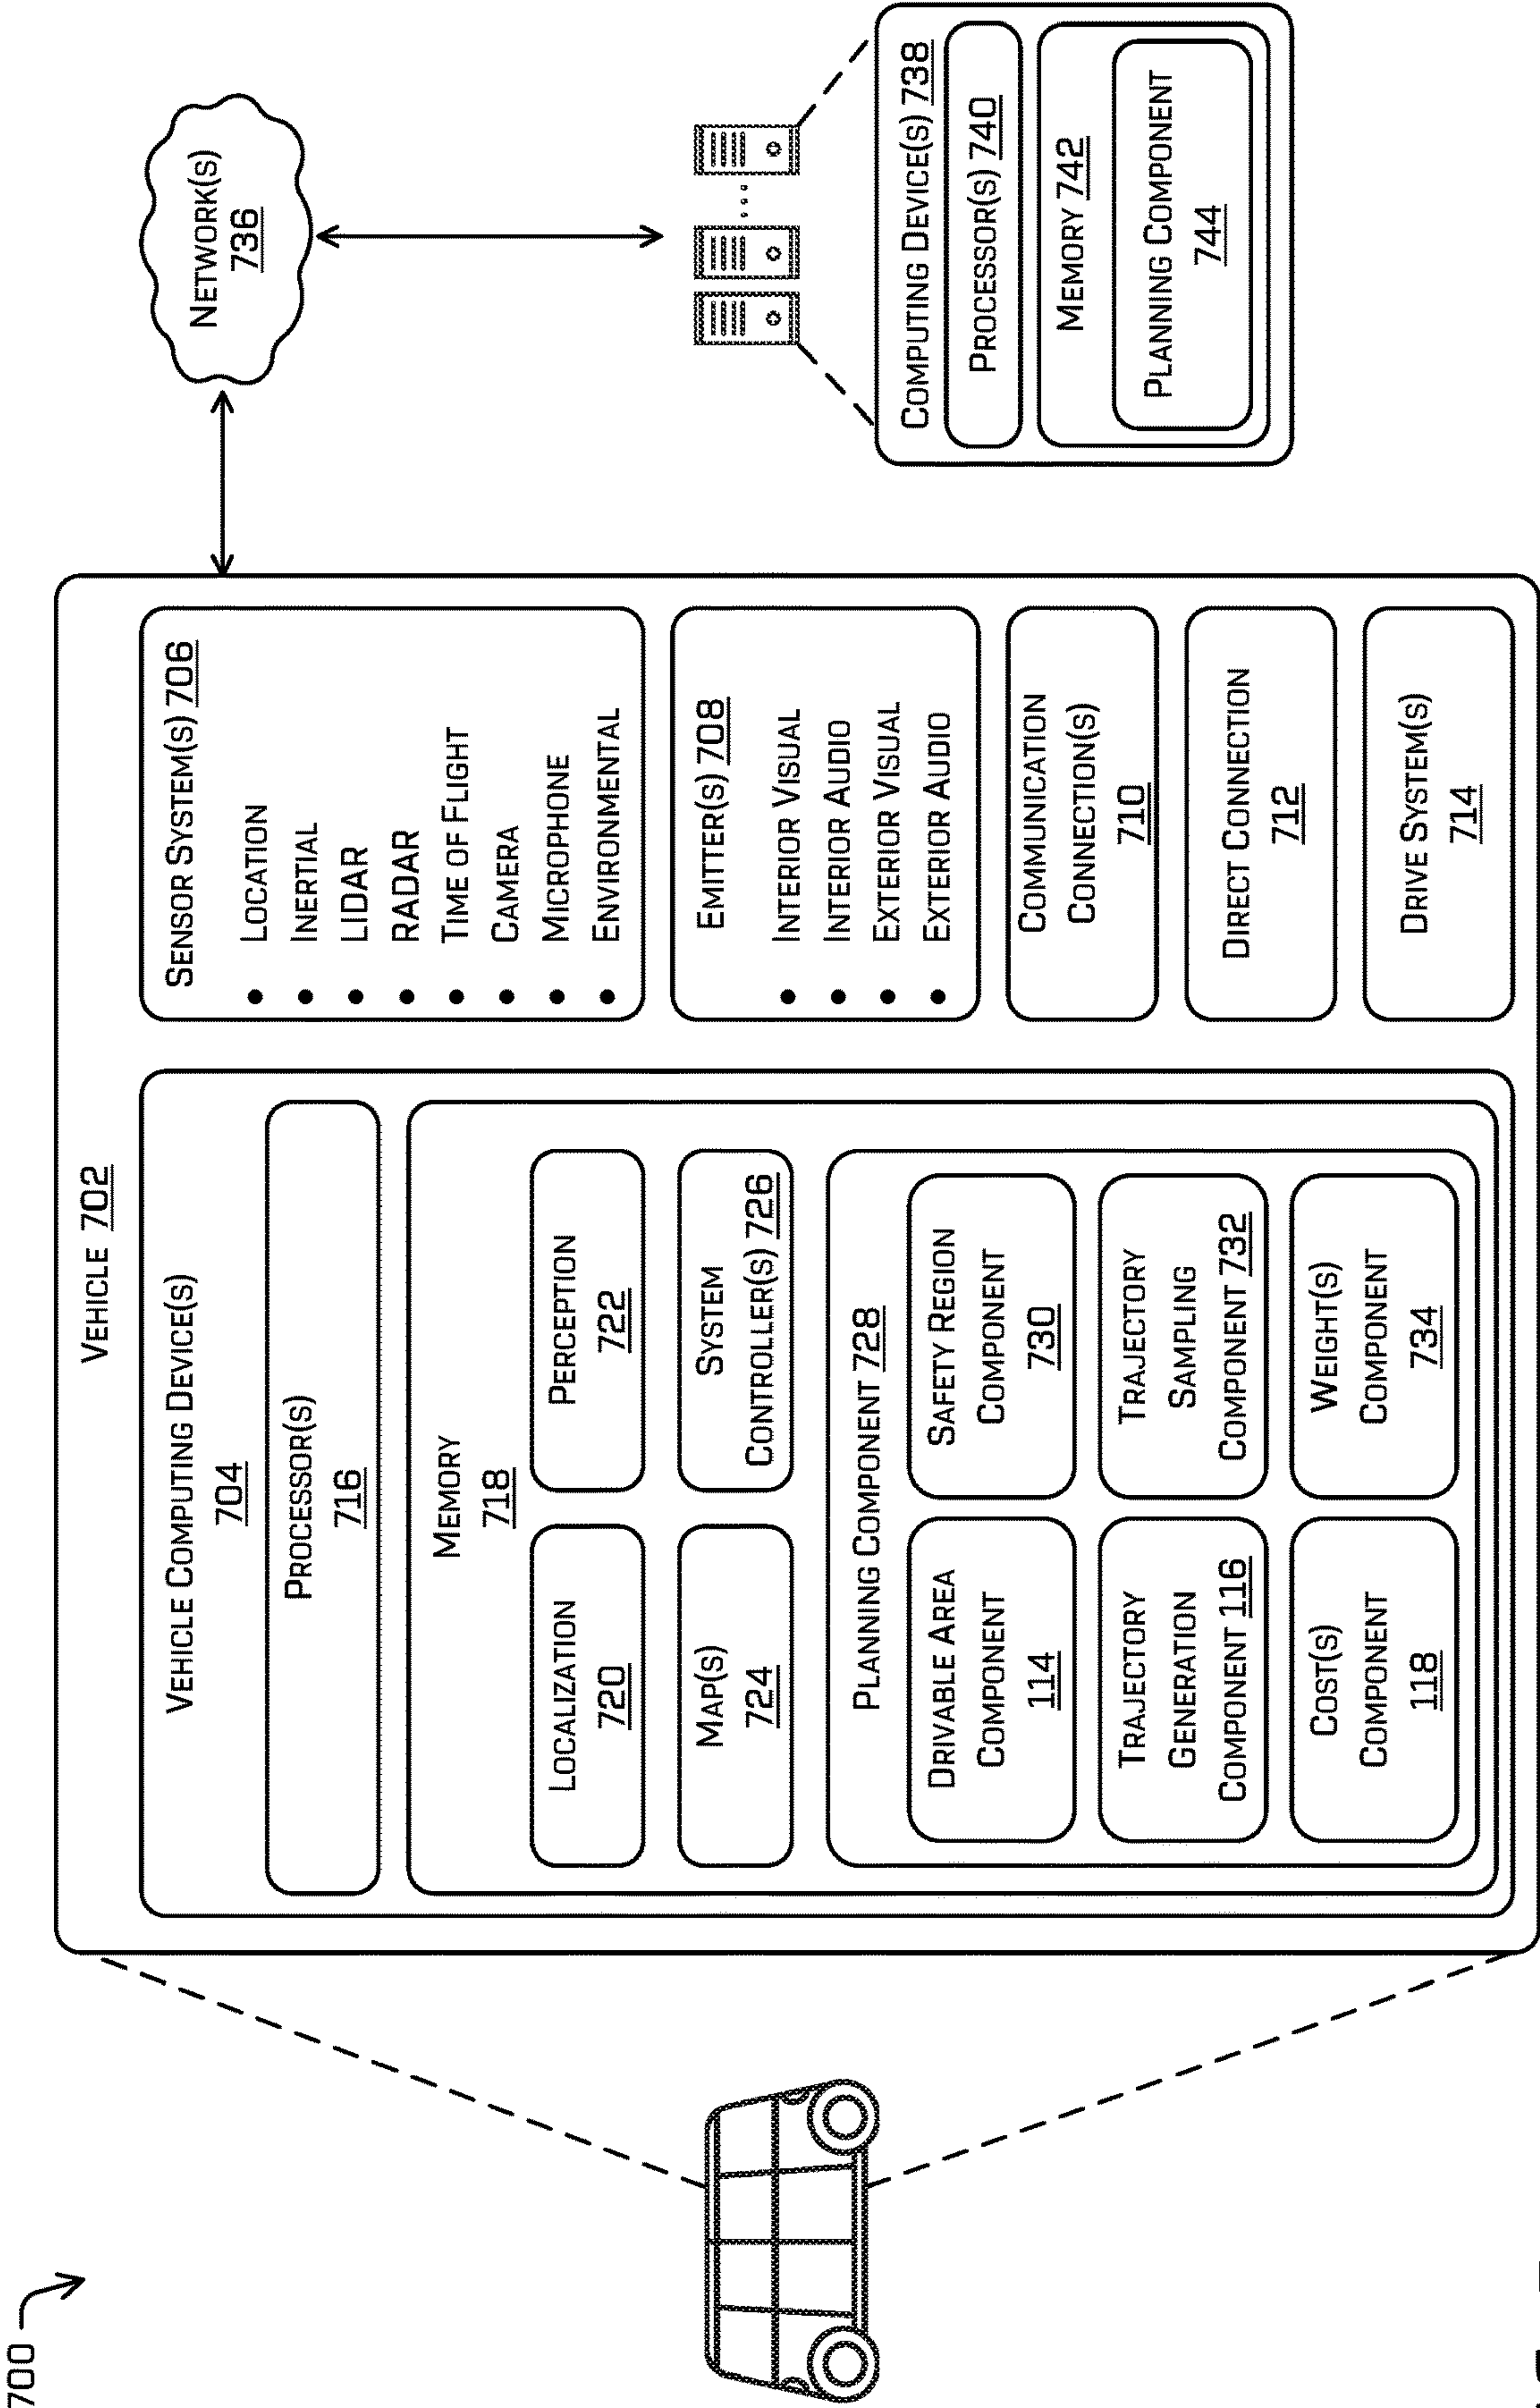 700
VEHICLE 702
VEHICLE COMPUTING DEVICE(S)
704
PROCESSOR(S)
716
MEMORY
718
LOCALIZATION
720
PERCEPTION
722
MAP(S)
724
SYSTEM
CONTROLLER(S) 726
PLANNING COMPONENT 728
DRIVABLE AREA
COMPONENT
114
SAFETY REGION
COMPONENT
730
TRAJECTORY
GENERATION
COMPONENT 116
TRAJECTORY
SAMPLING
COMPONENT 732
COST(S)
COMPONENT
118
WEIGHT(S)
COMPONENT
734
SENSOR SYSTEM(S) 706
• LOCATION
• INERTIAL
• LIDAR
• RADAR
• TIME OF FLIGHT
• CAMERA
• MICROPHONE
• ENVIRONMENTAL
EMITTER(S) 708
• INTERIOR VISUAL
• INTERIOR AUDIO
• EXTERIOR VISUAL
• EXTERIOR AUDIO
COMMUNICATION
CONNECTION(S)
710
DIRECT CONNECTION
712
DRIVE SYSTEM(S)
714
NETWORK(S)
736
COMPUTING DEVICE(S) 738
PROCESSOR(S) 740
MEMORY 742
PLANNING COMPONENT
744